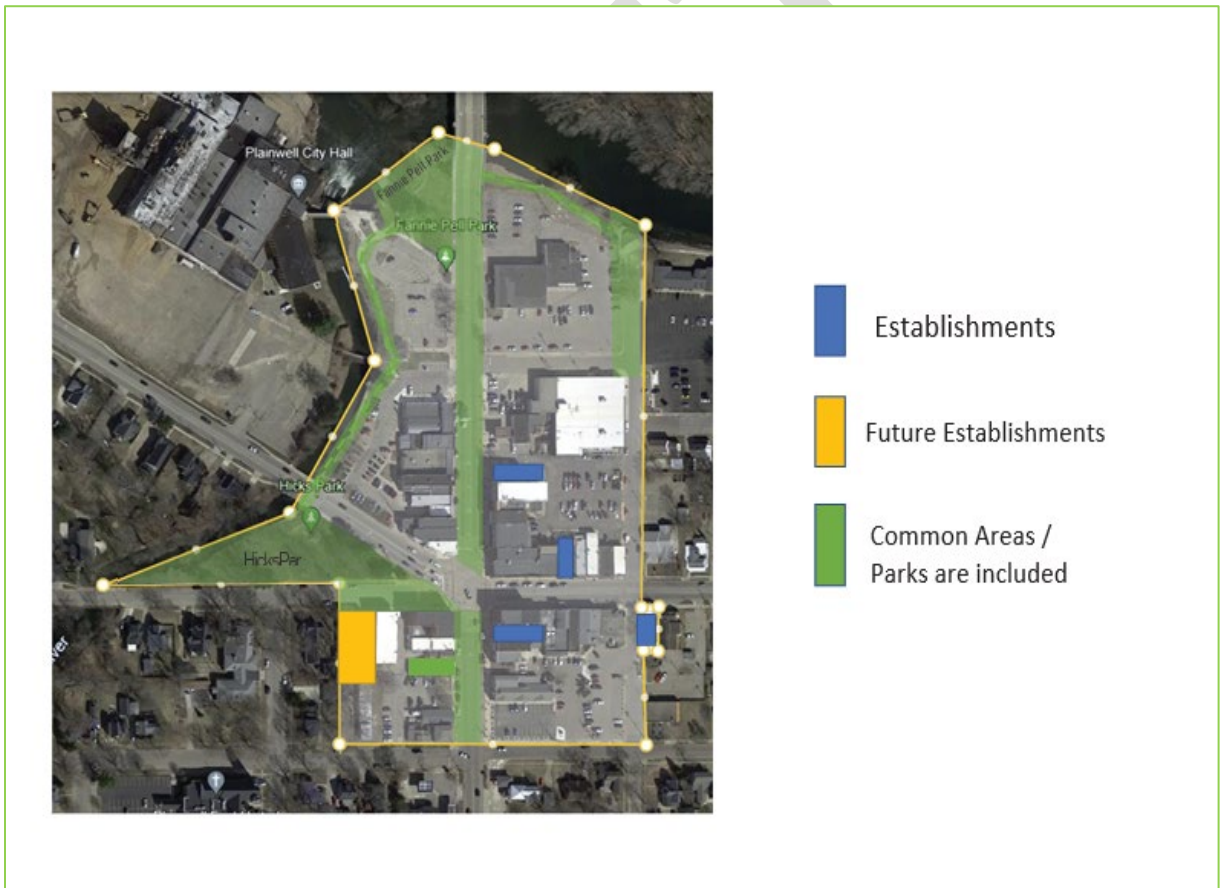 Plainwell City Hall
Fannie Pell Park
Fannie Pell Park
Hicks Park
HicksPar
Establishments
Future Establishments
Common Areas /
Parks are included